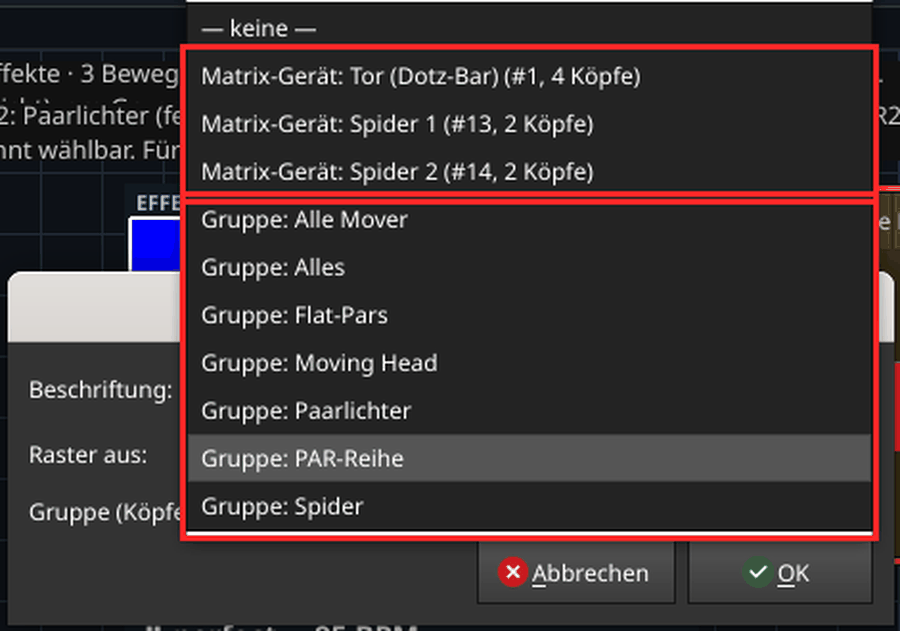 — keine —
ffekte · 3 Beweg
Matrix-Gerät: Tor (Dotz-Bar) (#1, 4 Köpfe)
2: Paarlichter (fe
Matrix-Gerät: Spider 1 (#13, 2 Köpfe)
R2
nnt wählbar. Für
Matrix-Gerät: Spider 2 (#14, 2 Köpfe)
EFFE
Gruppe: Alle Mover
e
Gruppe: Alles
Gruppe: Flat-Pars
Gruppe: Moving Head
Beschriftung:
Gruppe: Paarlichter
Raster aus:
Gruppe: PAR-Reihe
Gruppe (Köpfe
Gruppe: Spider
Abbrechen
OK